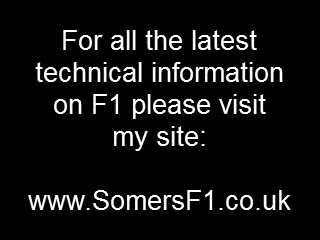 For all the latest
technical information
on F1 please visit
my site:
www.SomersF1.co.uk